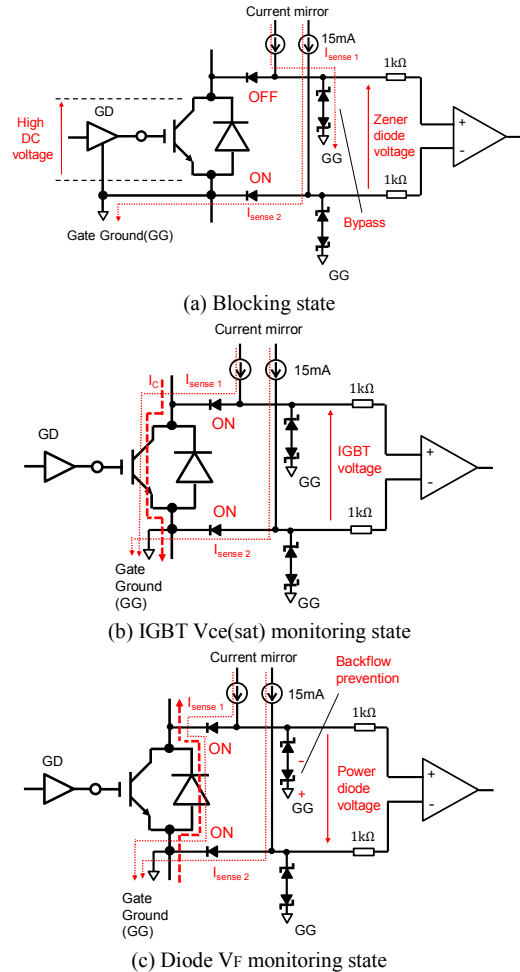 Current mirror
15mA
Isense 1
1kΩ
OFF
GD
High
DC
voltage
GG
Zener
diode
voltage
+
-
ON
1kΩ
Isense 2
Bypass
Gate Ground(GG)
GG
(a) Blocking state
Current mirror
IC
Isense 1
15mA
1kΩ
ON
GD
IGBT
voltage
+
-
ON
1kΩ
Isense 2
Gate
Ground
(GG)
GG
(b) IGBT Vce(sat) monitoring state
Current mirror
Backflow
prevention
Isense 1
15mA
1kΩ
ON
-
+
GD
GG
Power
diode
voltage
+
-
ON
1kΩ
Isense 2
Gate
Ground
(GG)
GG
(c) Diode VF monitoring state